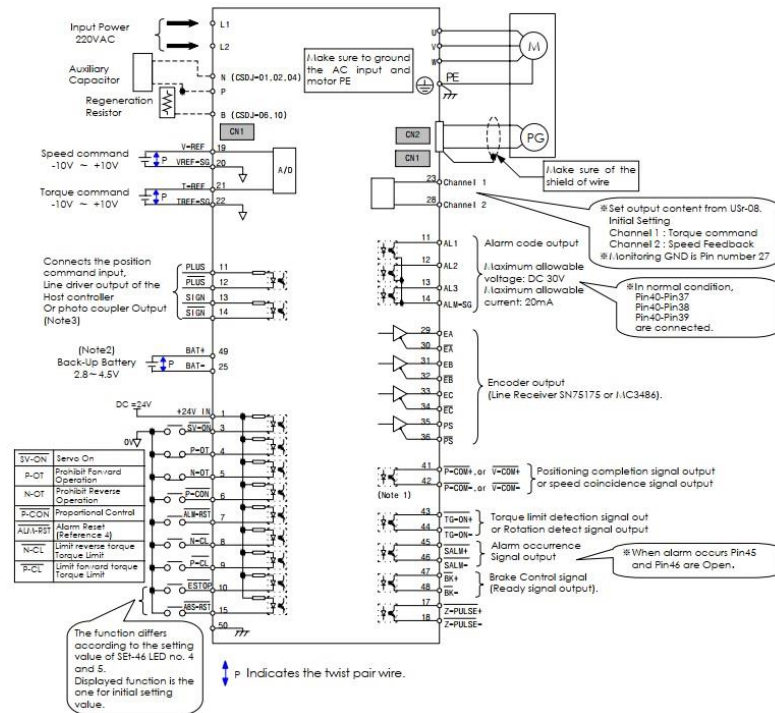 Input Power
220VAC
L1
L2
Auxiliary
Capacitor
N (CSDJ-01,02,04)
P
Regeneration
Resistor
B (CSDJ-06,10)
CN1
Speed command
-10V ~ +10V
P
V-REF 19
VREF-SG 20
A/D
Torque command
-10V ~ +10V
P
T-REF 21
TREF-SG 22
Connects the position
command input,
Line driver output of the
Host controller
Or photo coupler Output
(Note3)
PLUS 11
PLUS 12
SIGN 13
SIGN 14
(Note2)
Back-Up Battery
2.8~4.5V
P
BAT+ 49
BAT- 25
DC =24V
+24V IN 1
0V
SV-ON 3
P-OT 4
N-OT 5
P-CON 6
ALM-RST 7
N-CL 8
P-CL 9
ESTOP 10
ABS-RST 15
50
SV-ON Servo On
P-OT Prohibit Forward
Operation
N-OT Prohibit Reverse
Operation
P-CON Proportional Control
ALM-RST Alarm Reset
(Reference 4)
N-CL Limit reverse torque
Torque Limit
P-CL Limit forward torque
Torque Limit
The function differs
according to the setting
value of SEt-46 LED no. 4
and 5.
Displayed function is the
one for initial setting
value.
P Indicates the twist pair wire.
Make sure to ground
the AC input and
motor PE
U
V
W
M
PE
CN2
PG
CN1
Make sure of the
shield of wire
23 Channel 1
28 Channel 2
※Set output content from USr-08.
Initial Setting
Channel 1 : Torque command
Channel 2 : Speed Feedback
※Monitoring GND is Pin number 27
11 AL1
12 AL2
13 AL3
14 ALM-SG
Alarm code output
Maximum allowable
voltage: DC 30V
Maximum allowable
current: 20mA
※In normal condition,
Pin40-Pin37
Pin40-Pin38
Pin40-Pin39
are connected.
29 EA
30 EA
31 EB
32 EB
33 EC
34 EC
35 PS
36 PS
Encoder output
(Line Receiver SN75175 or MC3486).
(Note 1)
41 P-COM+.or V-COM+
42 P-COM-.or V-COM-
Positioning completion signal output
or speed coincidence signal output
43 TG-ON+
44 TG-ON-
Torque limit detection signal out
or Rotation detect signal output
45 SALM+
46 SALM-
Alarm occurrence
Signal output
※When alarm occurs Pin45
and Pin46 are Open.
47 BK+
48 BK-
Brake Control signal
(Ready signal output).
17 Z-PULSE+
18 Z-PULSE-